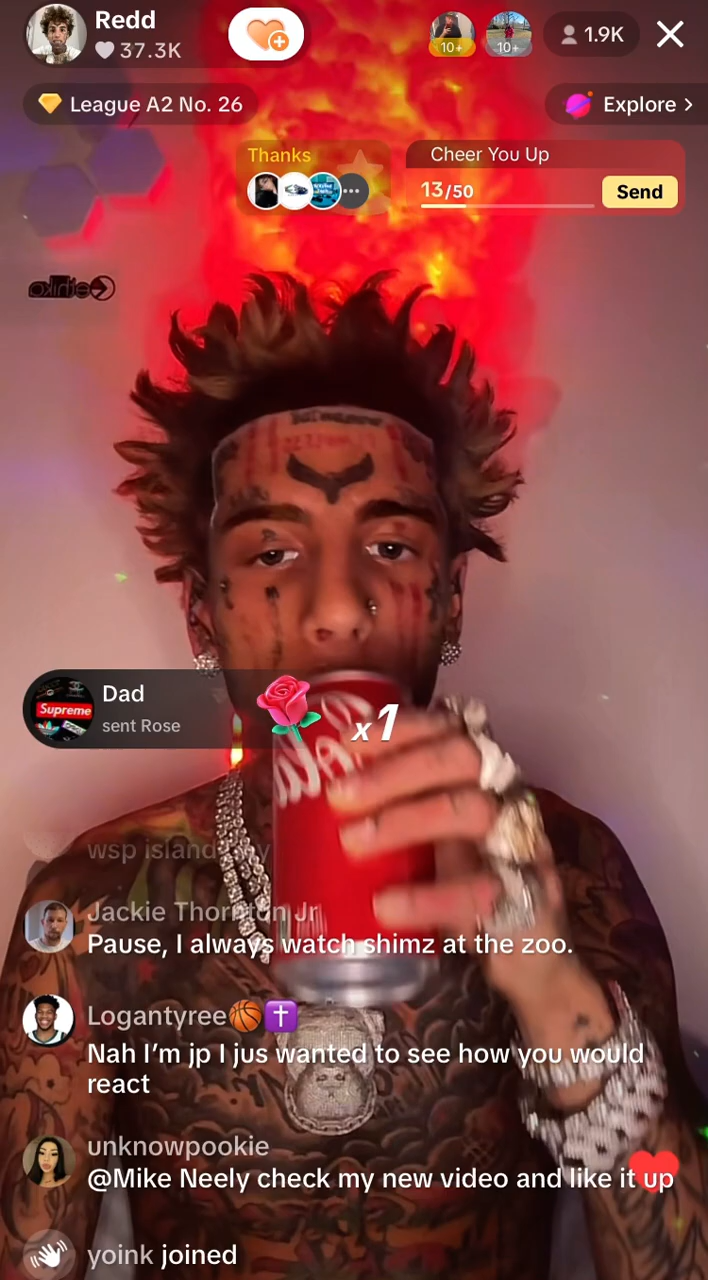 Redd
37.3K
10+
10+
1.9K
League A2 No. 26
Explore >
Thanks
Cheer You Up
13/50
Send
Supreme
Dad
sent Rose
x1
wsp island
Jackie Thornton Jr
Pause, I always watch shimz at the zoo.
Logantyree🏀✝️
Nah I'm jp I jus wanted to see how you would
react
unknowpookie
@Mike Neely check my new video and like it up
yoink joined